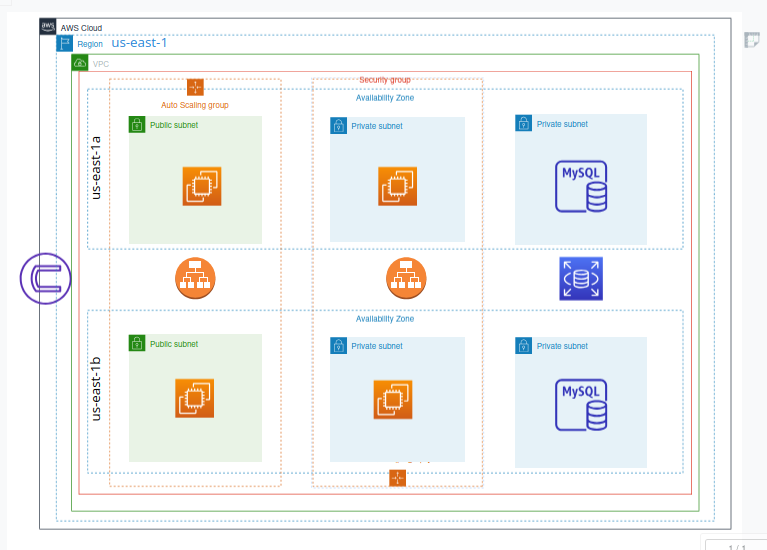 aws
AWS Cloud
Region us-east-1
VPC
Security group
Auto Scaling group
Availability Zone
us-east-1a
Public subnet
Private subnet
Private subnet
MySQL
Availability Zone
us-east-1b
Public subnet
Private subnet
Private subnet
MySQL
1 / 1